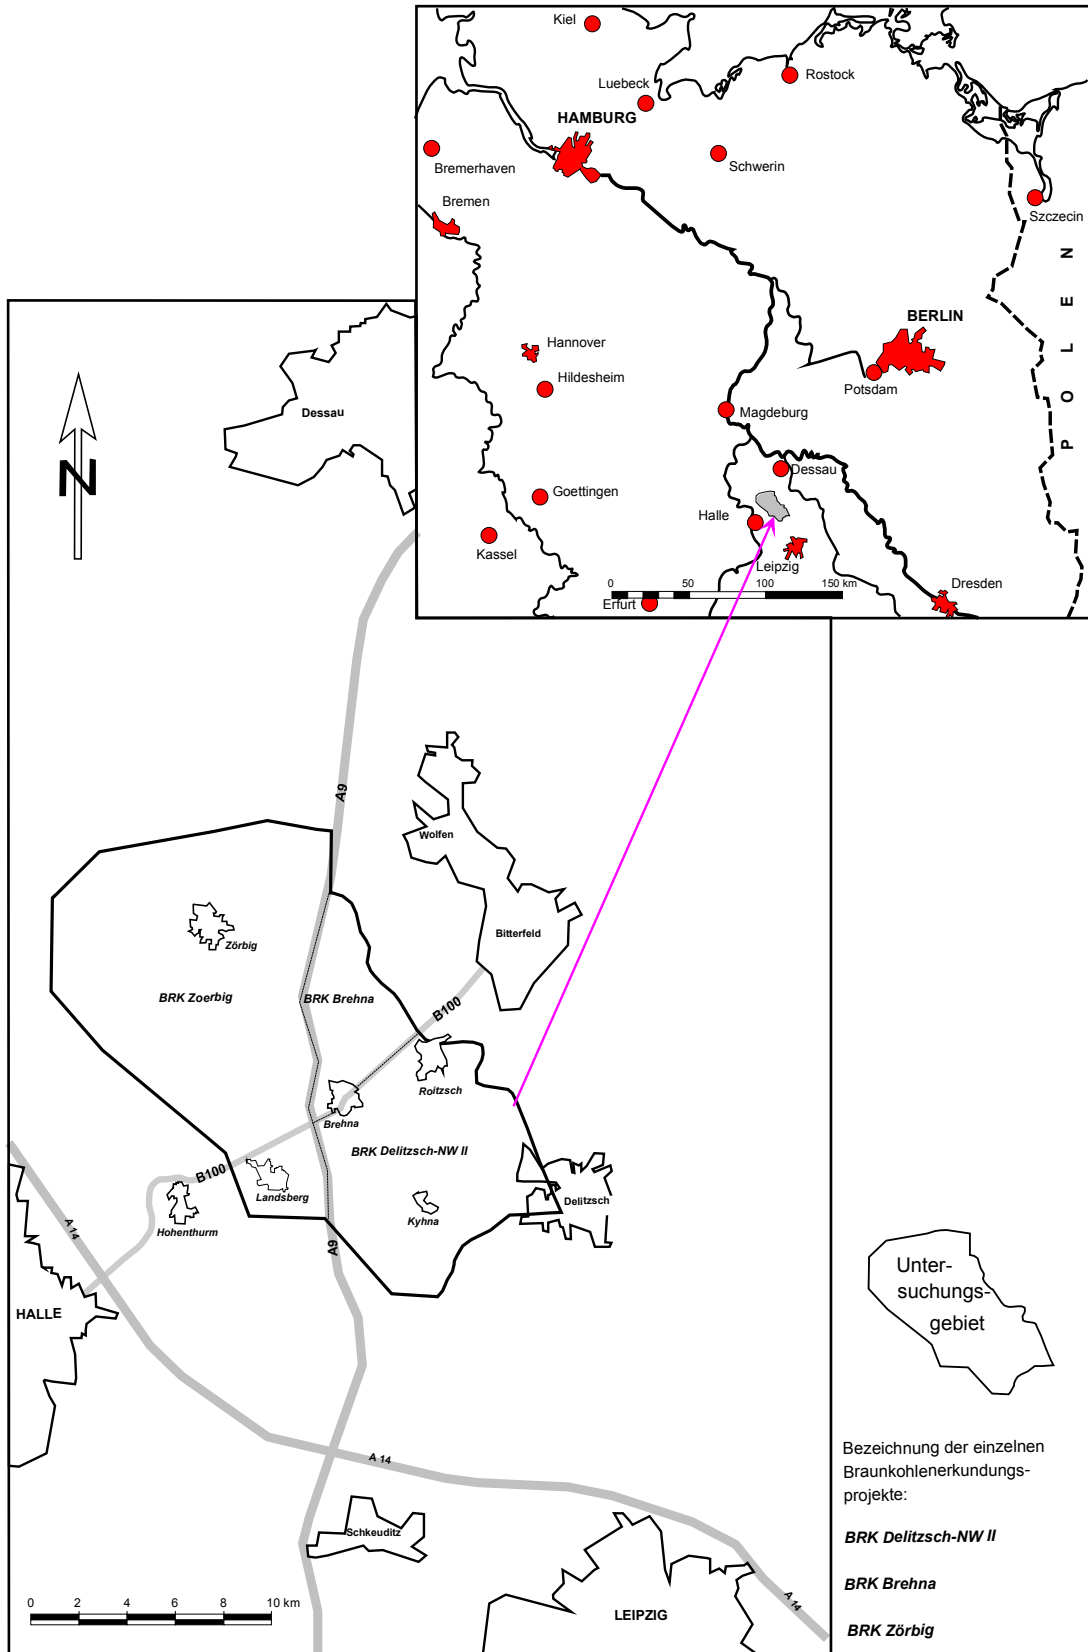 Kiel
Rostock
Luebeck
HAMBURG
Schwerin
Bremerhaven
Bremen
Szczecin
POLEN
BERLIN
Hannover
Hildesheim
Potsdam
Magdeburg
Dessau
Goettingen
Halle
Kassel
Leipzig
Dresden
0 50 100 150 km
Erfurt
Dessau
N
A9
Wolfen
Zörbig
Bitterfeld
BRK Zoerbig
BRK Brehna
B100
Roitzsch
Brehna
BRK Delitzsch-NW II
B100
Landsberg
Kyhna
Delitzsch
Hohenthurm
A 14
A9
HALLE
Unter-
suchungs-
gebiet
A 14
Schkeuditz
A 14
LEIPZIG
0 2 4 6 8 10 km
Bezeichnung der einzelnen
Braunkohlenerkundungs-
projekte:
BRK Delitzsch-NW II
BRK Brehna
BRK Zörbig